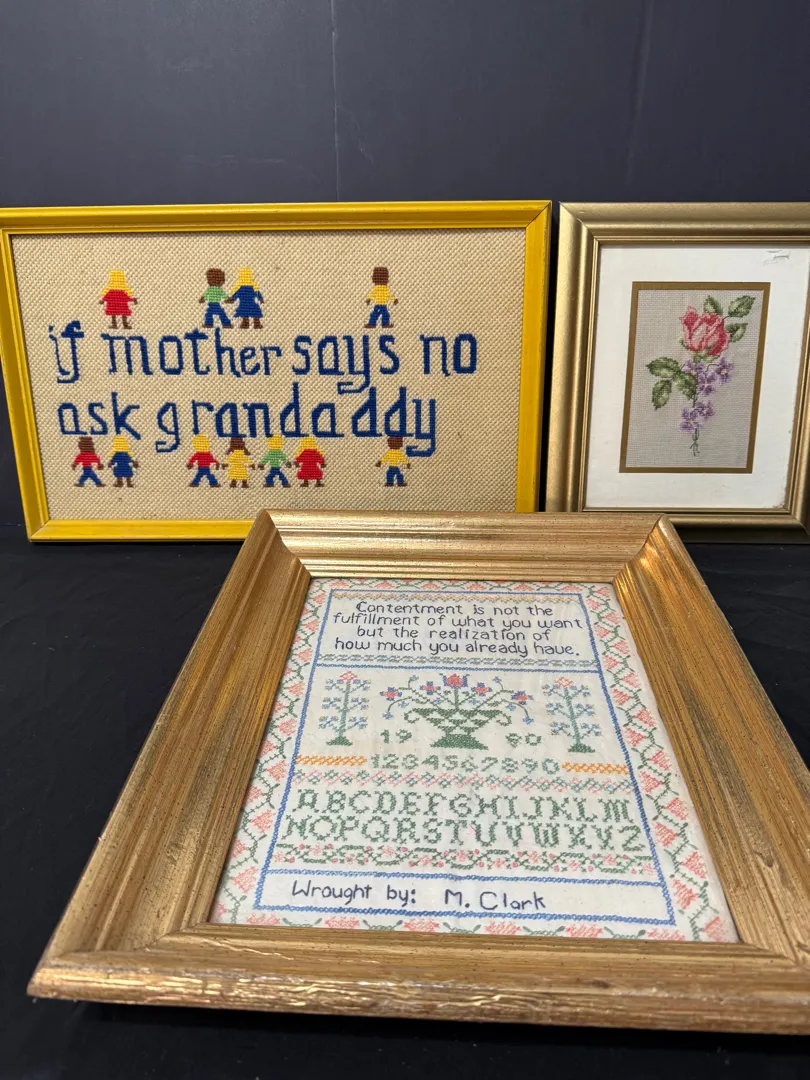 if mother says no
ask grandaddy
Contentment is not the
fulfillment of what you want
but the realization of
how much you already have.
19
1234567890
ABCDEFGHIJKLM
NOPQRSTUVWXYZ
Wrought by: M. Clark